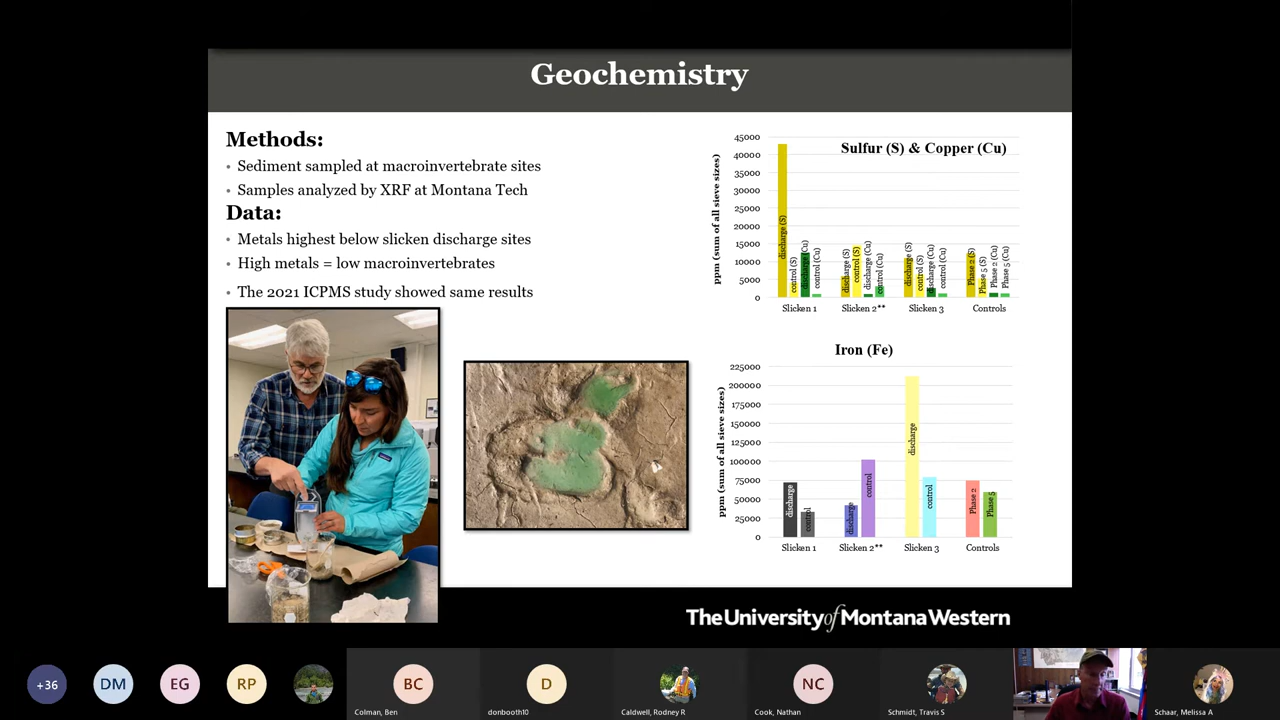 Geochemistry
Methods:
• Sediment sampled at macroinvertebrate sites
• Samples analyzed by XRF at Montana Tech
Data:
• Metals highest below slicken discharge sites
• High metals = low macroinvertebrates
• The 2021 ICPMS study showed same results
Sulfur (S) & Copper (Cu)
ppm (sum of all sieve sizes)
45000
40000
35000
30000
25000
20000
15000
10000
5000
0
discharge (S)
control (S)
discharge (Cu)
control (Cu)
discharge (S)
control (S)
discharge (Cu)
control (Cu)
discharge (S)
control (S)
discharge (Cu)
control (Cu)
Phase 2 (S)
Phase 5 (S)
Phase 2 (Cu)
Phase 5 (Cu)
Slicken 1
Slicken 2**
Slicken 3
Controls
Iron (Fe)
ppm (sum of all sieve sizes)
225000
200000
175000
150000
125000
100000
75000
50000
25000
0
discharge
control
discharge
control
discharge
control
Phase 2
Phase 5
Slicken 1
Slicken 2**
Slicken 3
Controls
The University of Montana Western
+36
DM
EG
RP
BC
Colman, Ben
D
donbooth10
Caldwell, Rodney R
NC
Cook, Nathan
Schmidt, Travis S
Schaar, Melissa A